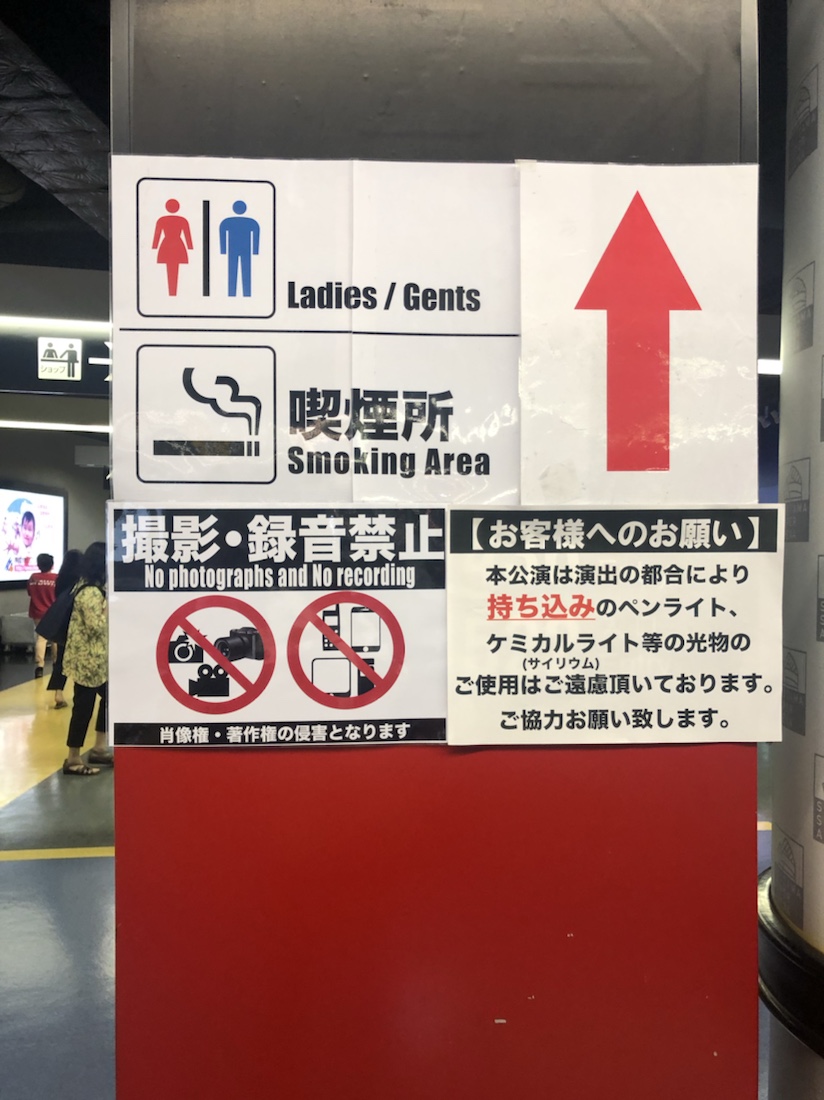 Ladies / Gents
喫煙所
Smoking Area
ショップ
撮影・録音禁止
No photographs and No recording
肖像権・著作権の侵害となります
【お客様へのお願い】
本公演は演出の都合により
持ち込みのペンライト、
ケミカルライト等の光物の
(サイリウム)
ご使用はご遠慮頂いております。
ご協力お願い致します。